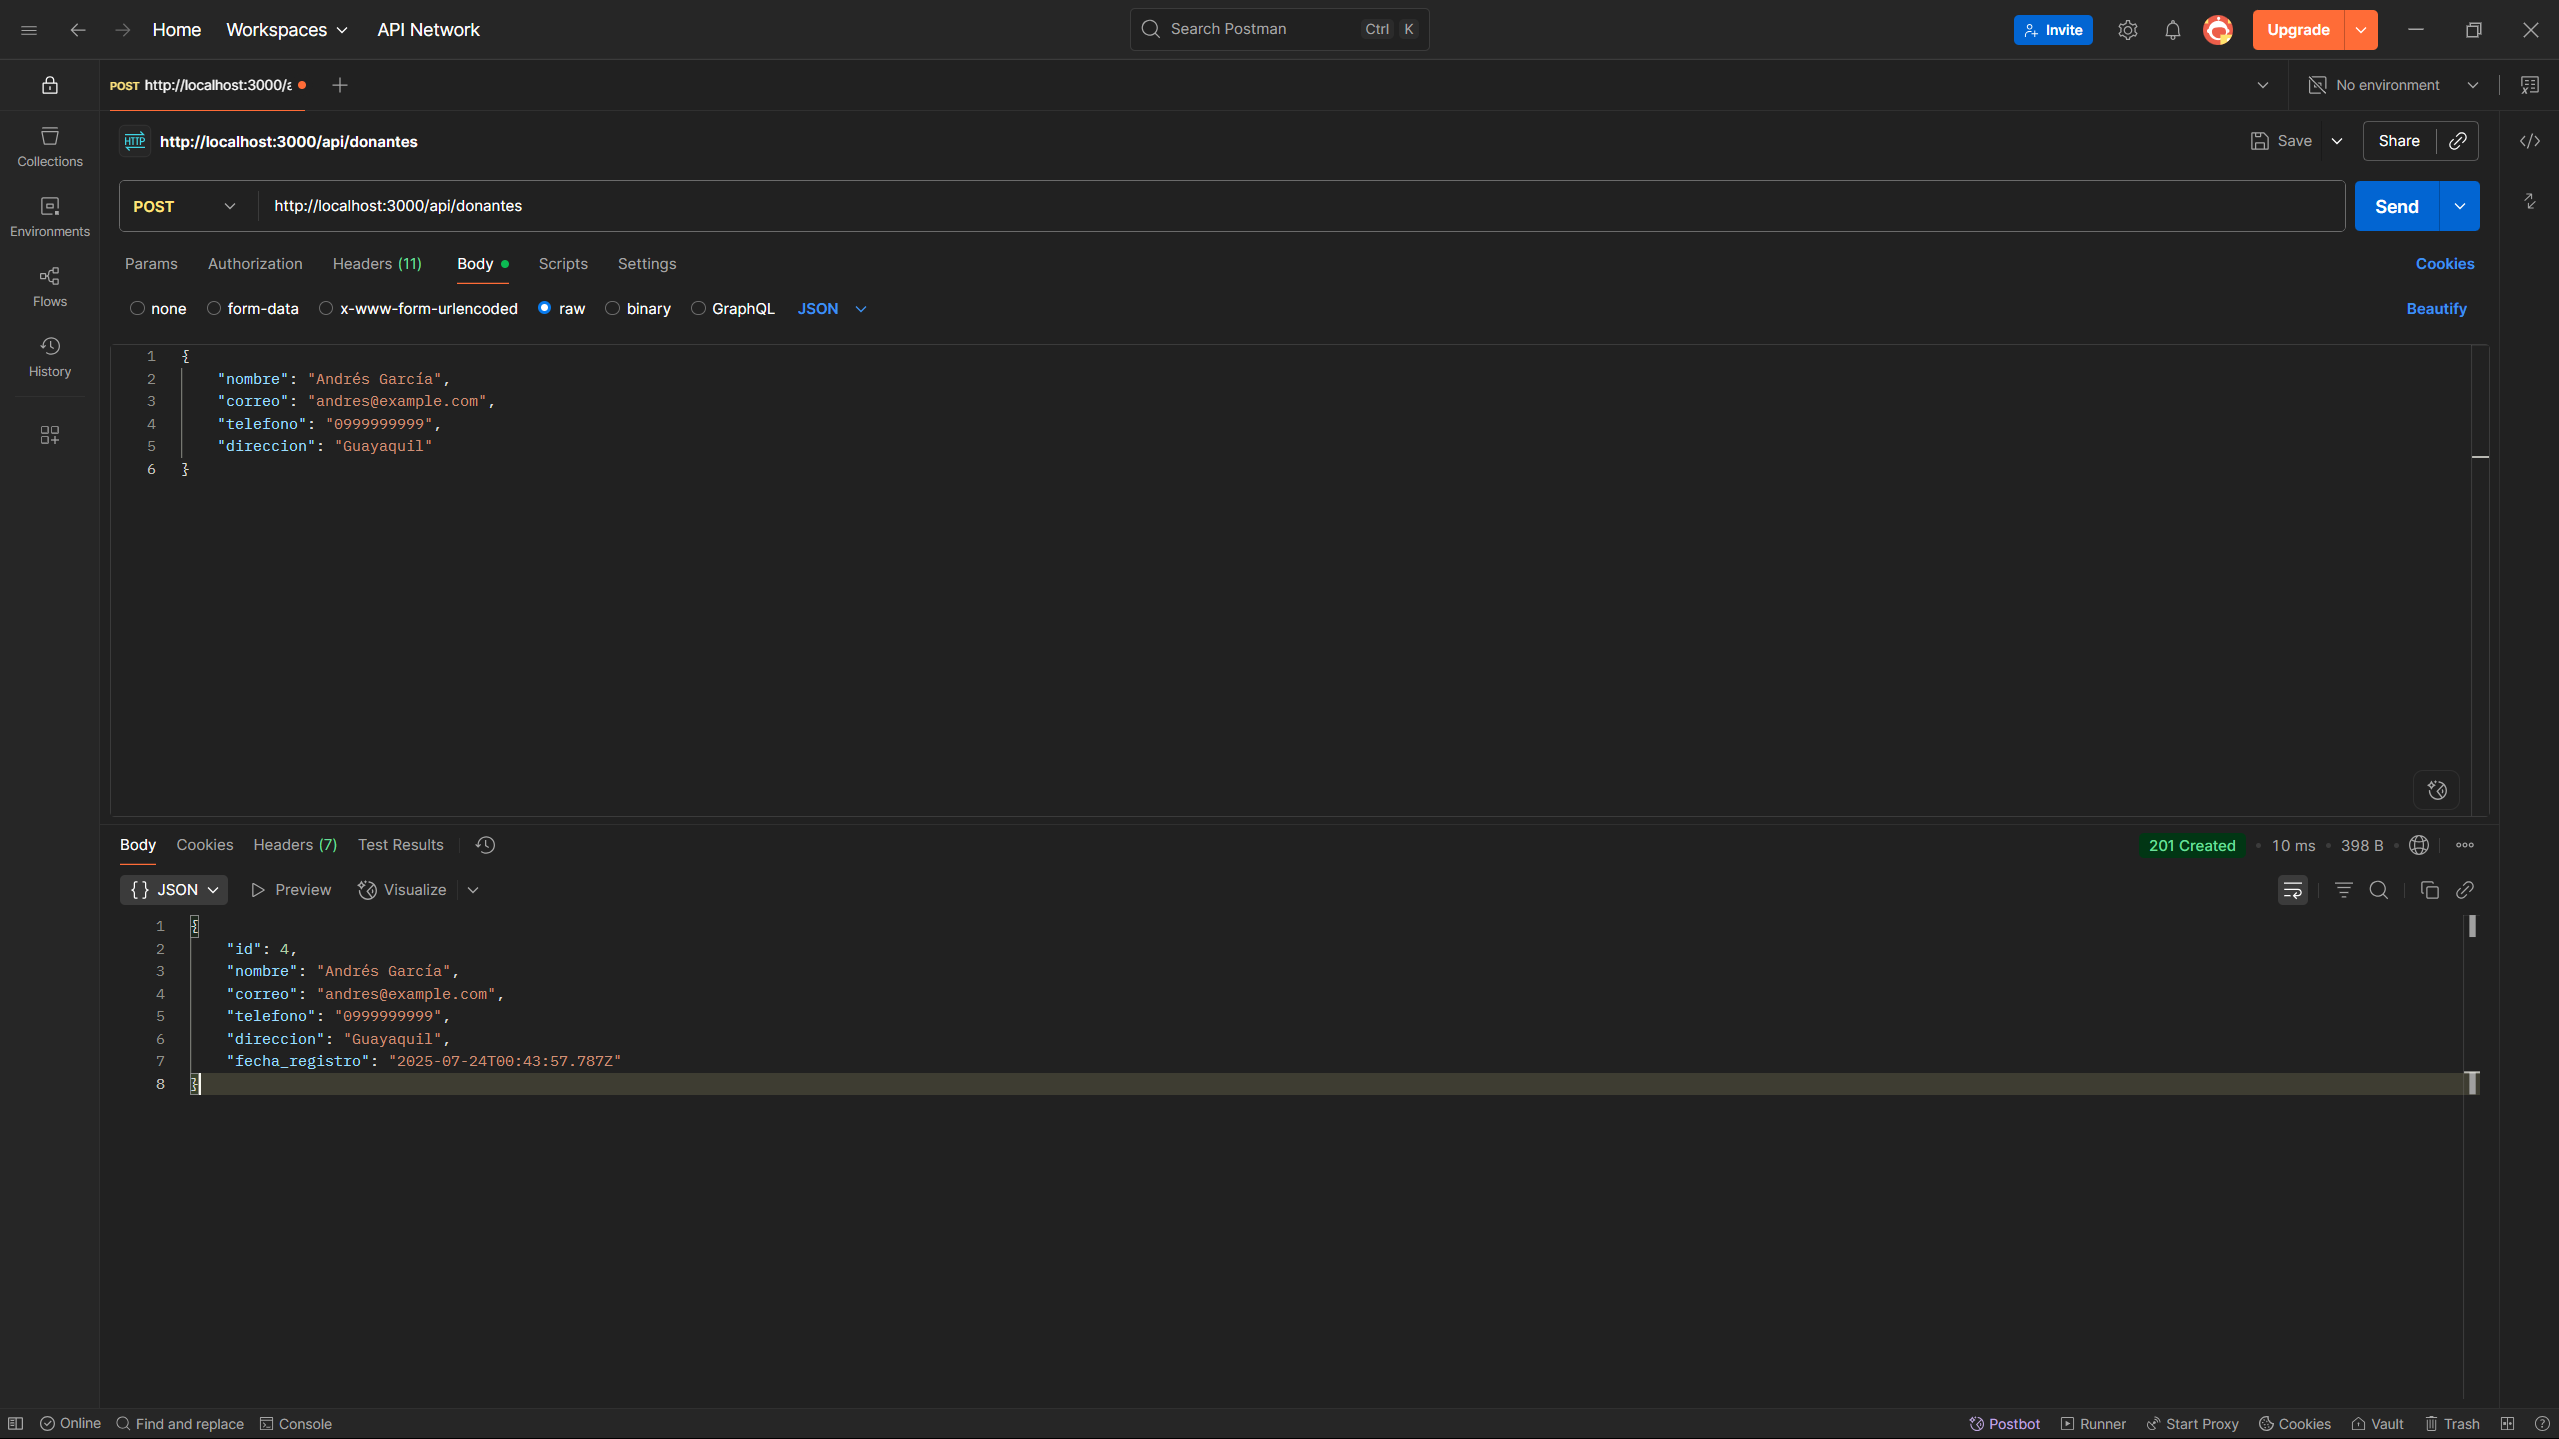 Home Workspaces API Network Search Postman Ctrl K Invite Upgrade
POST http://localhost:3000/a No environment
http://localhost:3000/api/donantes Save Share
POST http://localhost:3000/api/donantes Send
Params Authorization Headers (11) Body Scripts Settings Cookies
none form-data x-www-form-urlencoded raw binary GraphQL JSON Beautify
Collections
Environments
Flows
History
1 {
2 "nombre": "Andrés García",
3 "correo": "andres@example.com",
4 "telefono": "0999999999",
5 "direccion": "Guayaquil"
6 }
Body Cookies Headers (7) Test Results 201 Created 10 ms 398 B
{} JSON Preview Visualize
1 {
2 "id": 4,
3 "nombre": "Andrés García",
4 "correo": "andres@example.com",
5 "telefono": "0999999999",
6 "direccion": "Guayaquil",
7 "fecha_registro": "2025-07-24T00:43:57.787Z"
8 }
Online Find and replace Console Postbot Runner Start Proxy Cookies Vault Trash